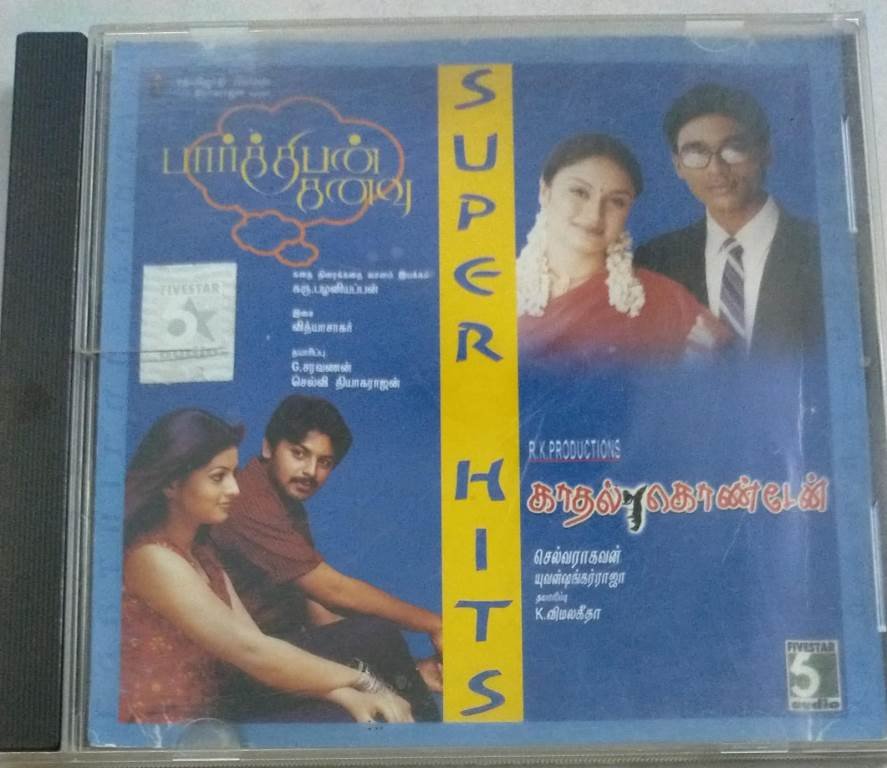 பார்த்திபன்
கனவு
FIVESTAR
கதை திரைக்கதை வசனம் இயக்கம்
கரு.பழனியப்பன்
இசை
வித்யாசாகர்
தயாரிப்பு
G.சரவணன்
செல்வி தியாகராஜன்
SUPER HITS
R.K.PRODUCTIONS
காதல் கொண்டேன்
செல்வராகவன்
யுவன்ஷங்கர்ராஜா
தயாரிப்பு
K.விமலகீதா
FIVESTAR
5
audio